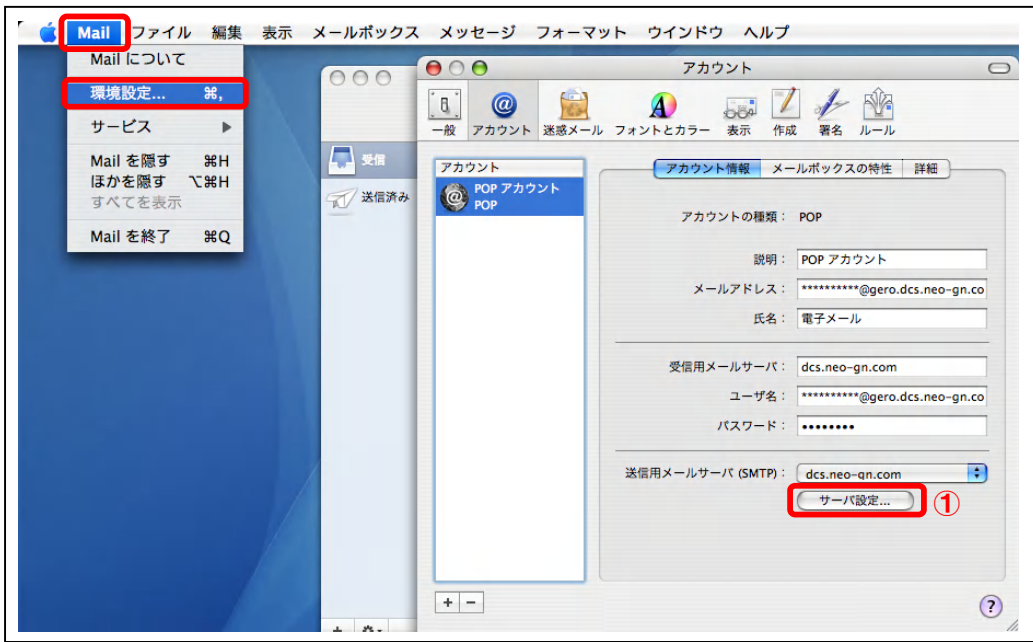 Mail ファイル 編集 表示 メールボックス メッセージ フォーマット ウインドウ ヘルプ
Mail について
環境設定... ⌘,
サービス ▶
Mail を隠す ⌘H
ほかを隠す ⌥⌘H
すべてを表示
Mail を終了 ⌘Q
受信
送信済み
アカウント
一般 アカウント 迷惑メール フォントとカラー 表示 作成 署名 ルール
アカウント
POP アカウント
POP
アカウント情報 メールボックスの特性 詳細
アカウントの種類： POP
説明： POP アカウント
メールアドレス： **********@gero.dcs.neo-gn.co
氏名： 電子メール
受信用メールサーバ： dcs.neo-gn.com
ユーザ名： **********@gero.dcs.neo-gn.co
パスワード： ••••••••
送信用メールサーバ (SMTP)： dcs.neo-gn.com
サーバ設定... ①
+ −
?